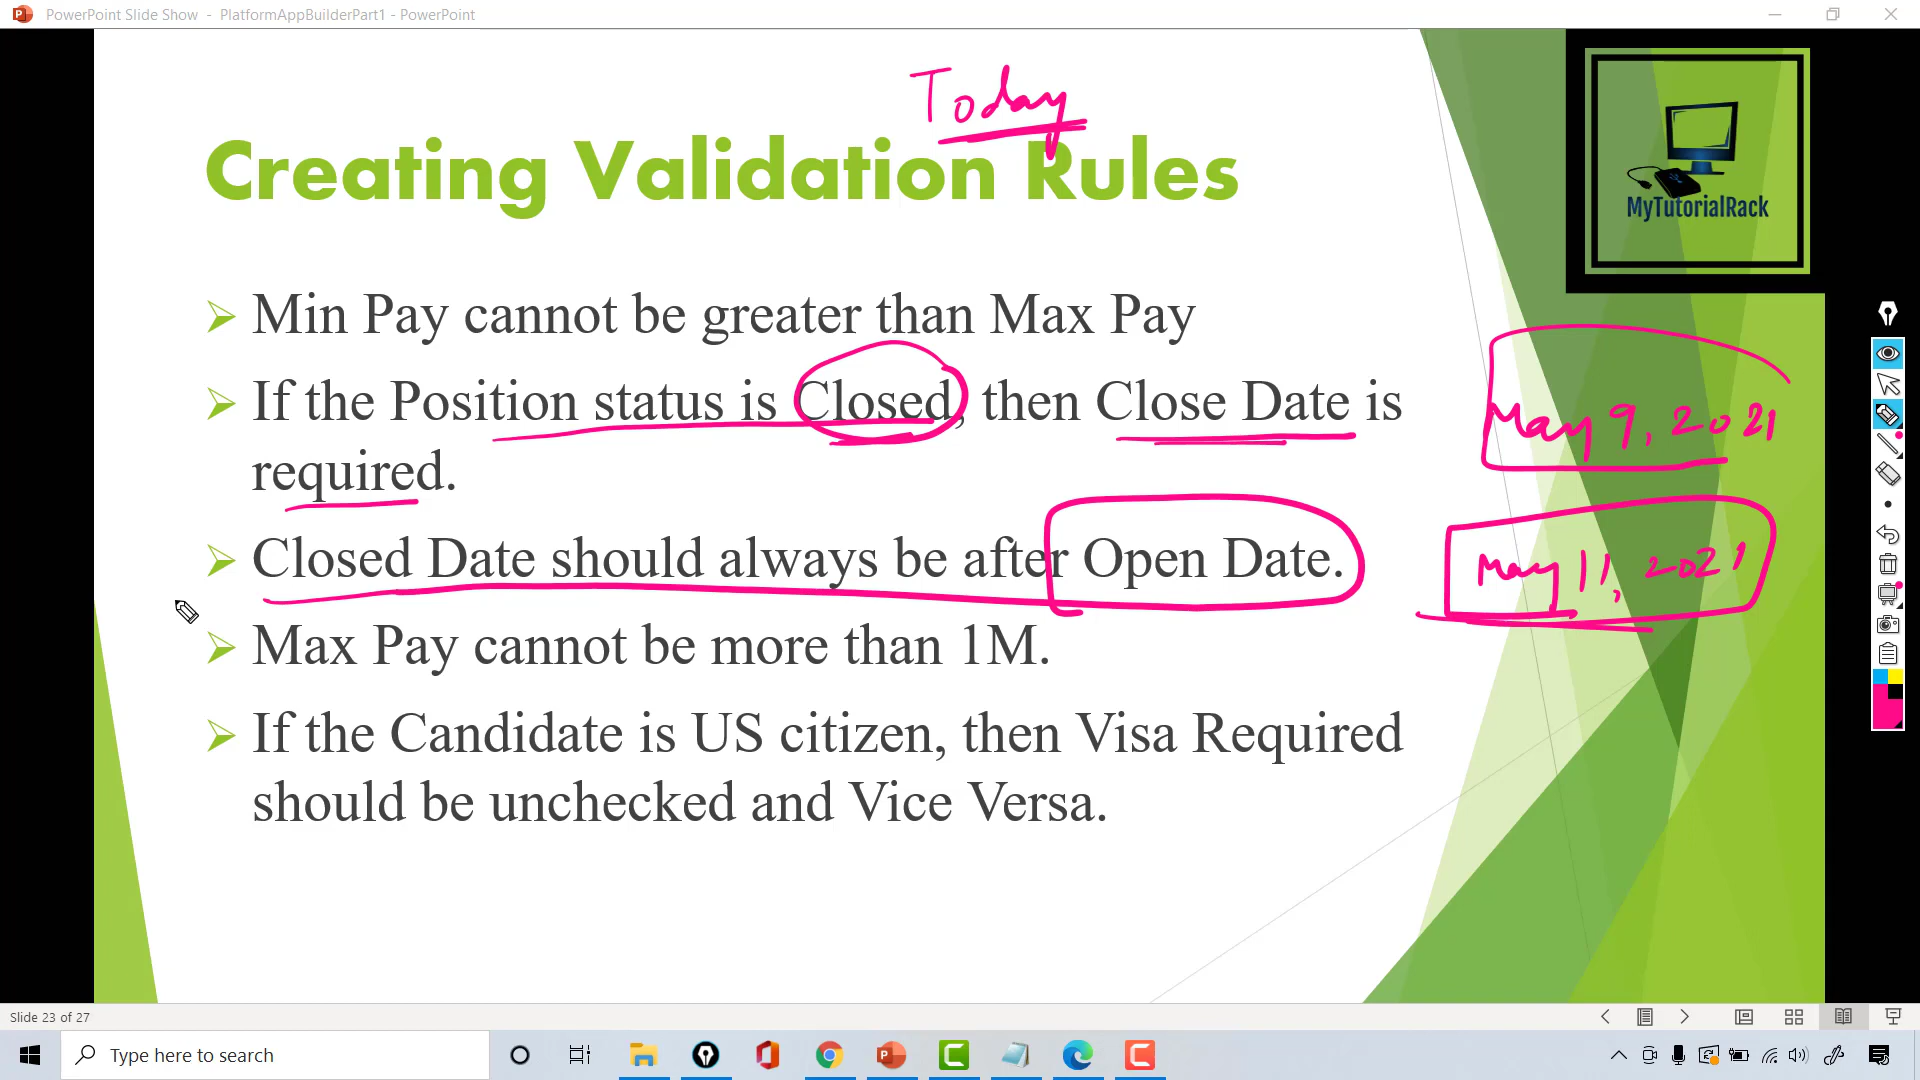 PowerPoint Slide Show - PlatformAppBuilderPart1 - PowerPoint
Today
Creating Validation Rules
MyTutorialRack
Min Pay cannot be greater than Max Pay
If the Position status is Closed, then Close Date is
required.
May 9, 2021
Closed Date should always be after Open Date.
May 11, 2021
Max Pay cannot be more than 1M.
If the Candidate is US citizen, then Visa Required
should be unchecked and Vice Versa.
Slide 23 of 27
Type here to search